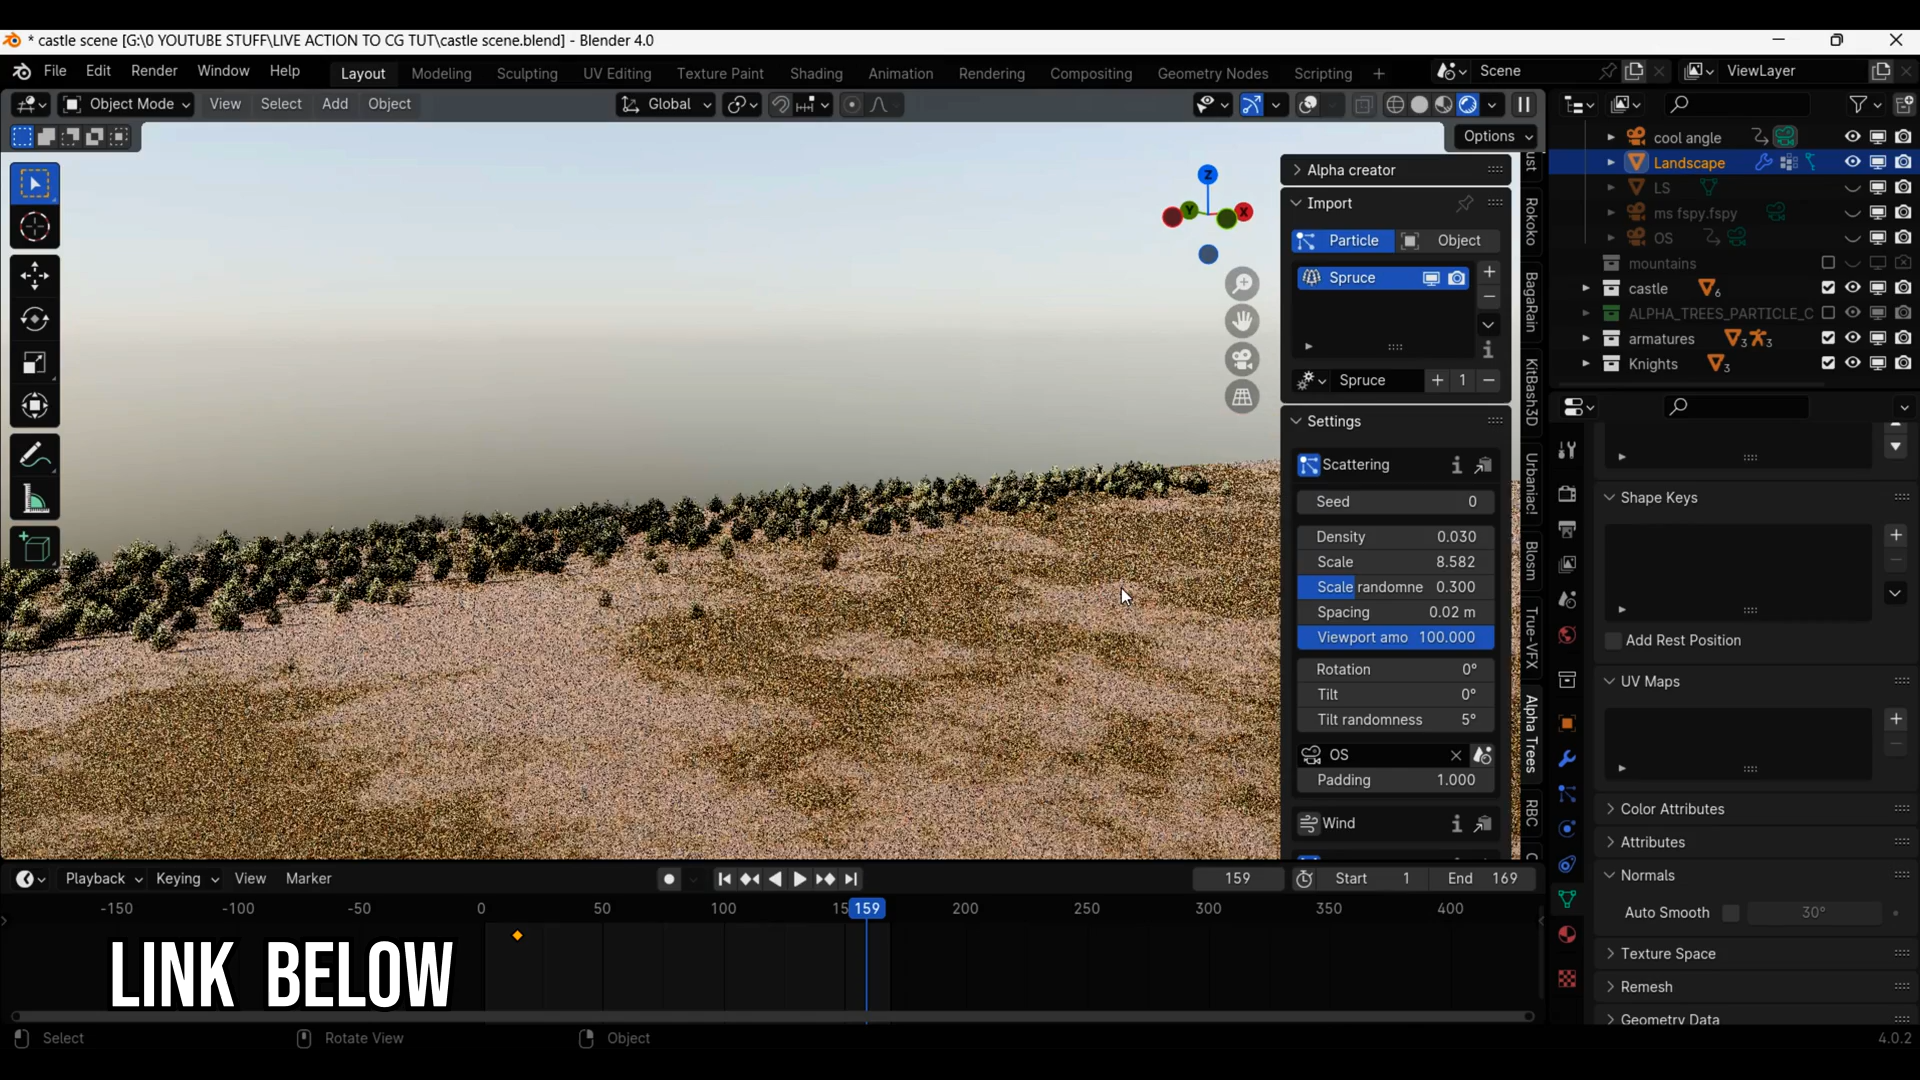 * castle scene [G:\0 YOUTUBE STUFF\LIVE ACTION TO CG TUT\castle scene.blend] - Blender 4.0
File Edit Render Window Help
Layout Modeling Sculpting UV Editing Texture Paint Shading Animation Rendering Compositing Geometry Nodes Scripting +
Scene
ViewLayer
Object Mode View Select Add Object
Global
Options
Z
Y
X
Alpha creator
Import
Particle Object
Spruce
Spruce + 1 −
Settings
Scattering
Seed 0
Density 0.030
Scale 8.582
Scale randomne 0.300
Spacing 0.02 m
Viewport amo 100.000
Rotation 0°
Tilt 0°
Tilt randomness 5°
OS
Padding 1.000
Wind
ust
Rokoko
BagaRain
KitBash3D
Urbaniac!
Blosm
True-VFX
Alpha Trees
RBC
cool angle
Landscape
LS
ms fspy.fspy
OS
mountains
castle 6
ALPHA_TREES_PARTICLE_C
armatures 3 3
Knights 3
Shape Keys
Add Rest Position
UV Maps
Color Attributes
Attributes
Normals
Auto Smooth 30°
Texture Space
Remesh
Geometry Data
Playback Keying View Marker
159
Start 1 End 169
-150 -100 -50 0 50 100 15 159 200 250 300 350 400
LINK BELOW
Select Rotate View Object
4.0.2